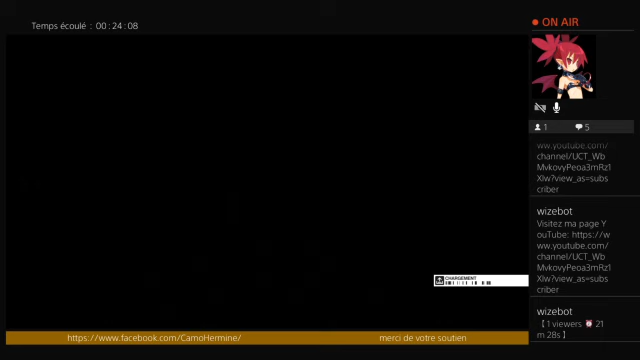 Temps écoulé : 00:24:08
ON AIR
1
5
ww.youtube.com/
channel/UCT_Wb
MvkovyPeoa3mRz1
Xlw?view_as=subs
criber
wizebot
Visitez ma page Y
ouTube: https://w
ww.youtube.com/
channel/UCT_Wb
MvkovyPeoa3mRz1
Xlw?view_as=subs
criber
wizebot
【 1 viewers ⏰ 21
m 28s 】
CHARGEMENT
https://www.facebook.com/CamoHermine/
merci de votre soutien